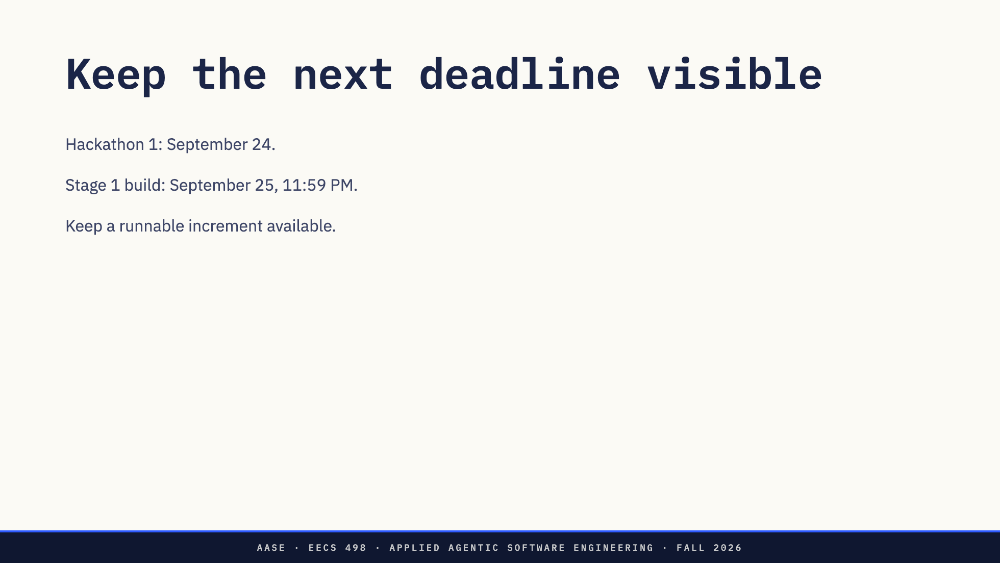 Keep the next deadline visible
Hackathon 1: September 24.
Stage 1 build: September 25, 11:59 PM.
Keep a runnable increment available.
AASE · EECS 498 · APPLIED AGENTIC SOFTWARE ENGINEERING · FALL 2026